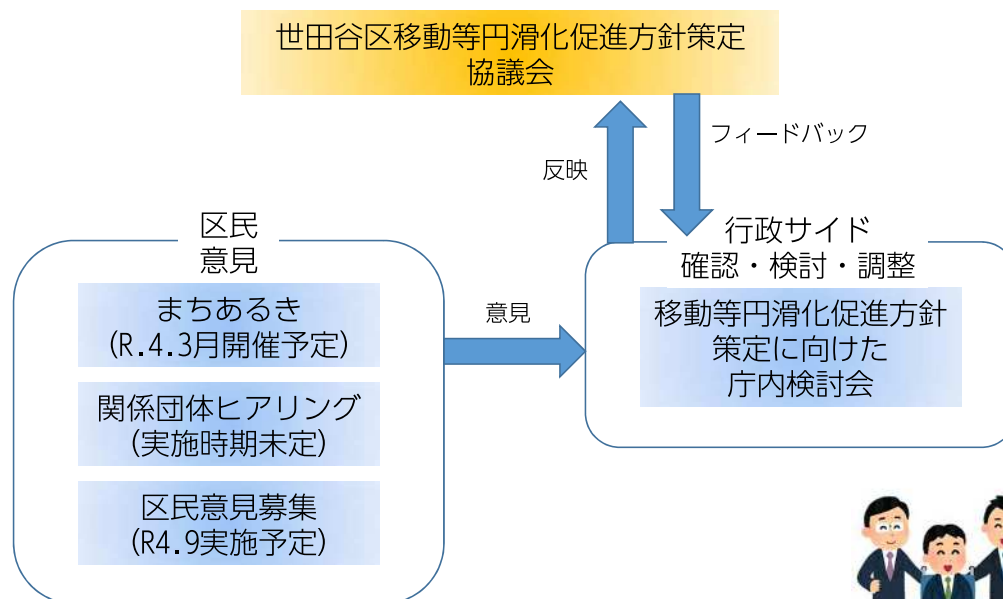 世田谷区移動等円滑化促進方針策定
協議会
反映
フィードバック
区民
意見
まちあるき
(R.4.3月開催予定)
関係団体ヒアリング
(実施時期未定)
区民意見募集
(R4.9実施予定)
意見
行政サイド
確認・検討・調整
移動等円滑化促進方針
策定に向けた
庁内検討会